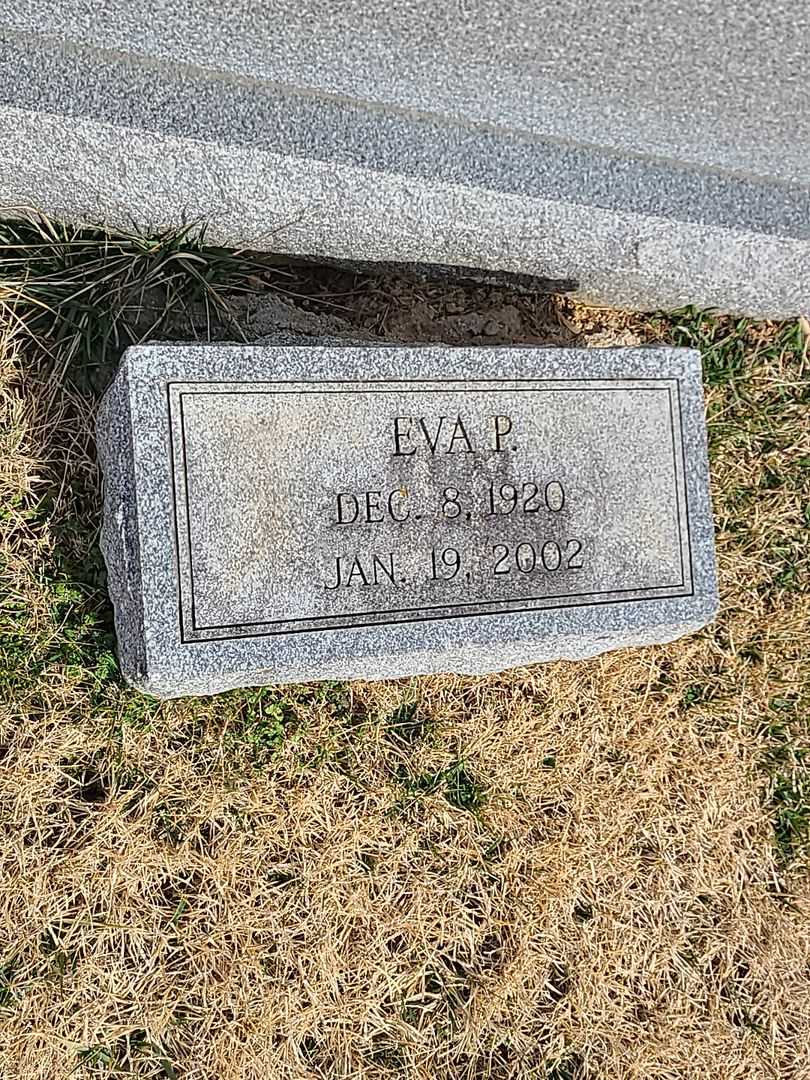 EVA P.
DEC. 8, 1920
JAN. 19, 2002